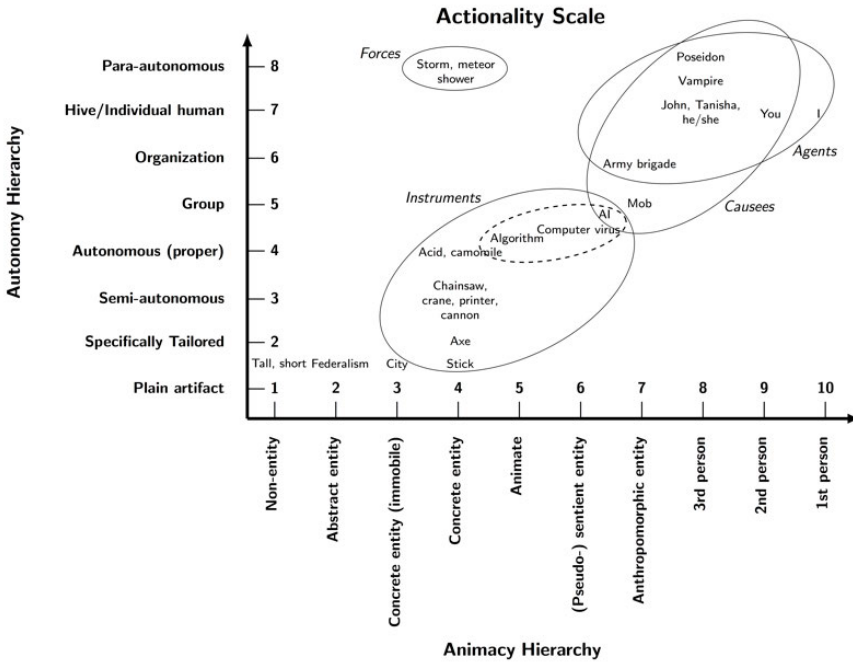 Actionality Scale
Autonomy Hierarchy
Para-autonomous 8
Hive/Individual human 7
Organization 6
Group 5
Autonomous (proper) 4
Semi-autonomous 3
Specifically Tailored 2
Plain artifact 1 2 3 4 5 6 7 8 9 10
Forces
Storm, meteor
shower
Poseidon
Vampire
John, Tanisha,
he/she
You
I
Agents
Army brigade
Causees
Mob
Instruments
AI
Computer virus
Algorithm
Acid, camomile
Chainsaw,
crane, printer,
cannon
Axe
Tall, short Federalism City Stick
Non-entity
Abstract entity
Concrete entity (immobile)
Concrete entity
Animate
(Pseudo-) sentient entity
Anthropomorphic entity
3rd person
2nd person
1st person
Animacy Hierarchy